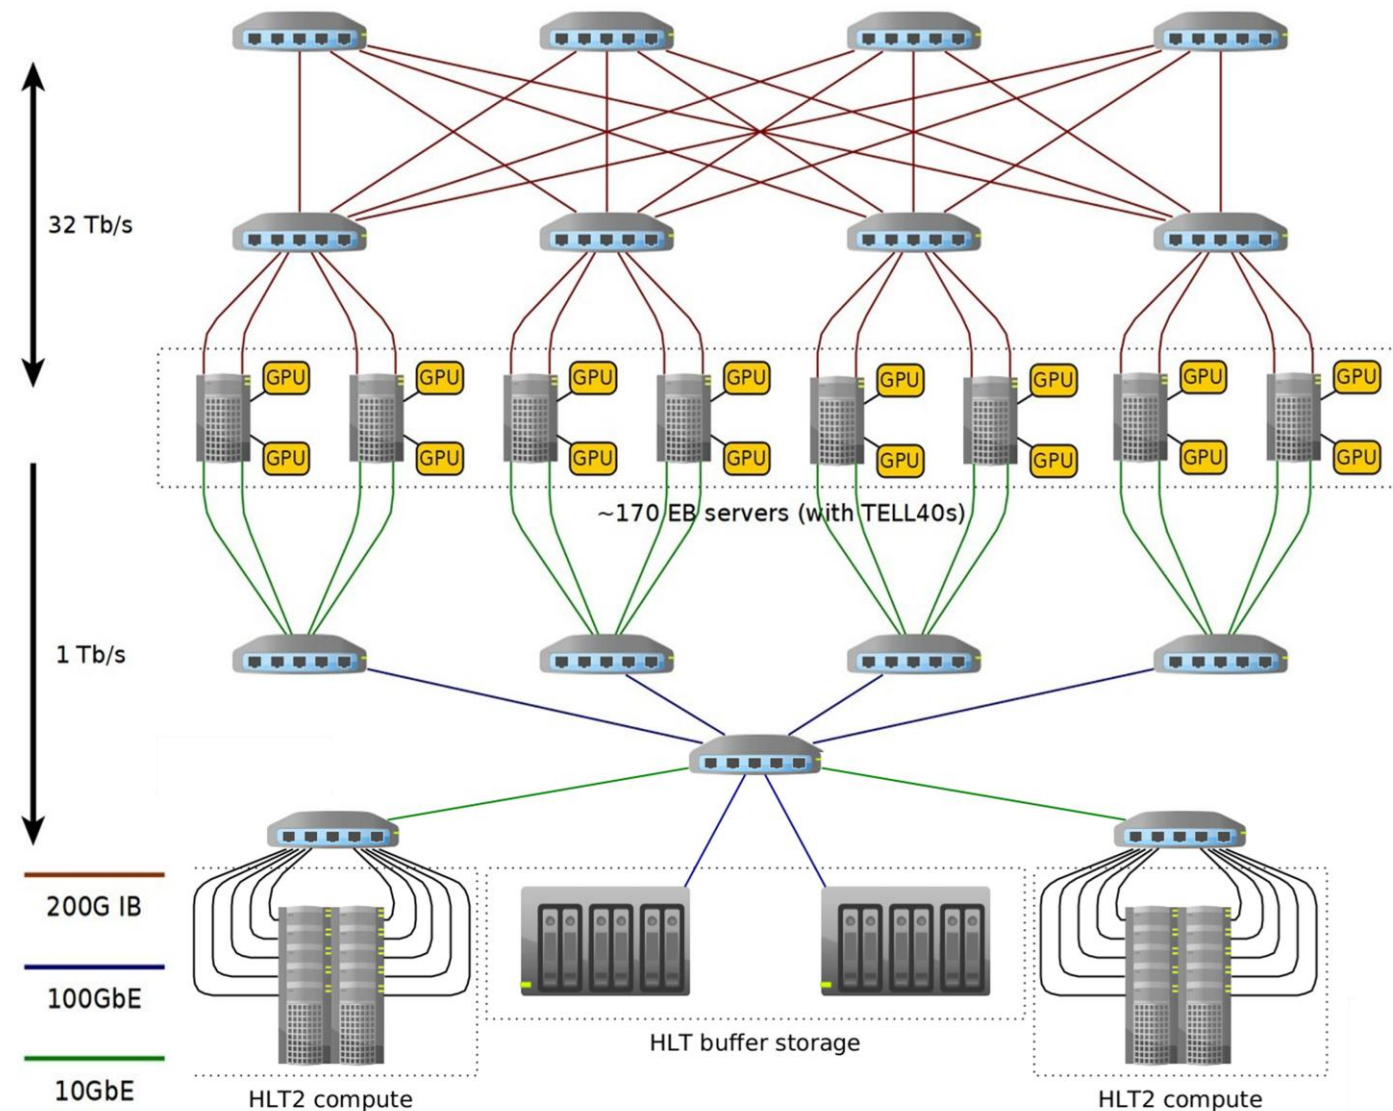 32 Tb/s
GPU GPU GPU GPU GPU GPU GPU GPU
GPU GPU GPU GPU GPU GPU GPU GPU
~170 EB servers (with TELL40s)
1 Tb/s
200G IB
100GbE
10GbE
HLT buffer storage
HLT2 compute
HLT2 compute